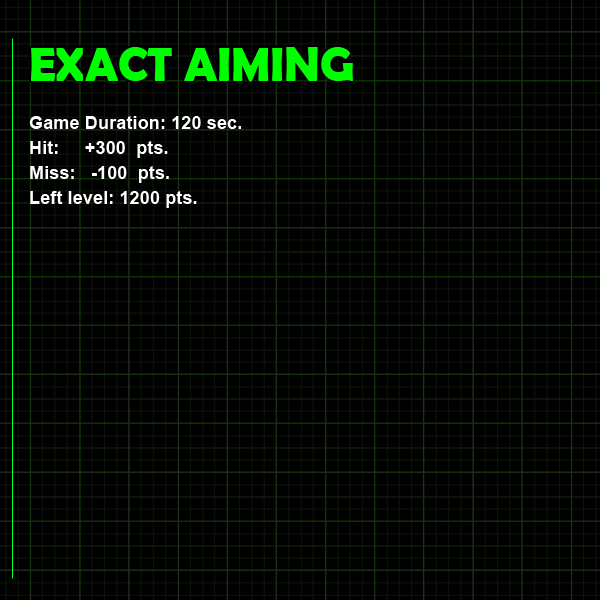 EXACT AIMING
Game Duration: 120 sec.
Hit: +300 pts.
Miss: -100 pts.
Left level: 1200 pts.